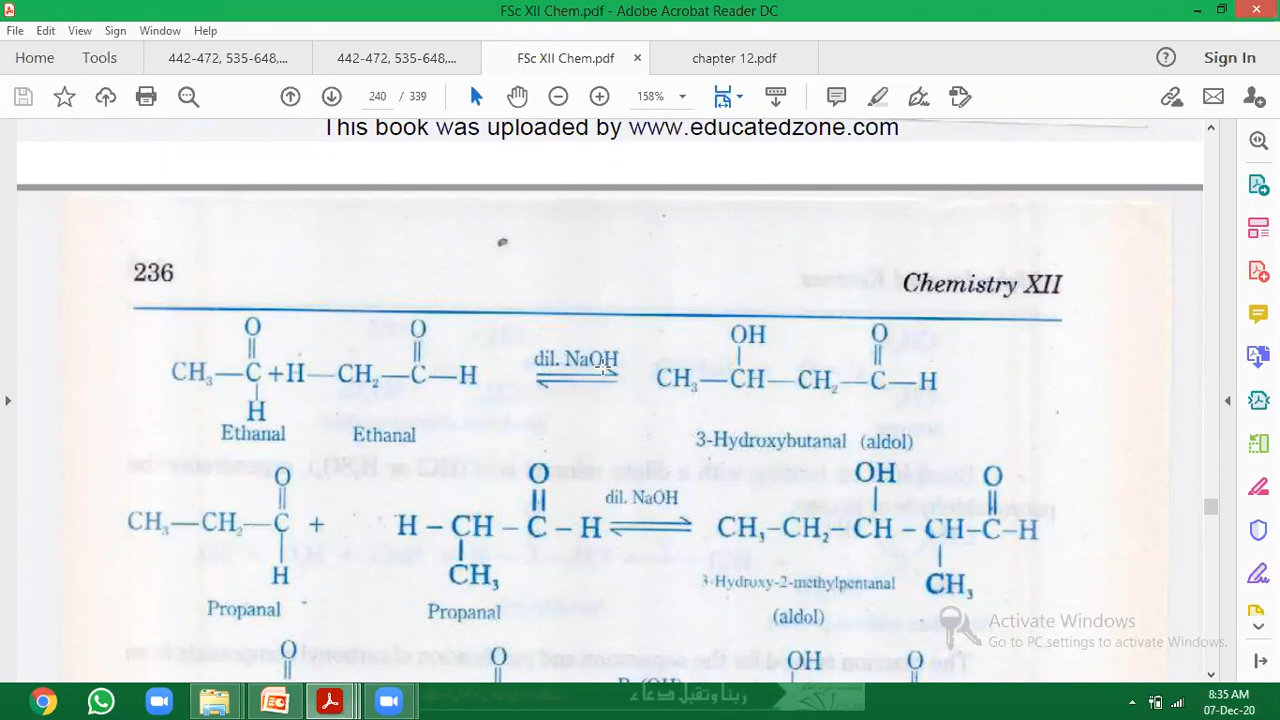 FSc XII Chem.pdf - Adobe Acrobat Reader DC
File Edit View Sign Window Help
Home Tools 442-472, 535-648,... 442-472, 535-648,... FSC XII Chem.pdf × chapter 12.pdf Sign In
240 / 339 158%
This book was uploaded by www.educatedzone.com
236 Chemistry XII
O O OH O
dil. NaOH
CH₃—C+H—CH₂—C—H CH₃—CH—CH₂—C—H
H
Ethanal Ethanal 3-Hydroxybutanal (aldol)
O O OH O
dil. NaOH
CH₃—CH₂—C + H – CH – C – H CH₃–CH₂–CH – CH–C–H
H CH₃ CH₃
3-Hydroxy-2-methylpentanal
Propanal Propanal (aldol)
Activate Windows
Go to PC settings to activate Windows.
O O OH O
ربنا وتقبل دعاء
8:35 AM
07-Dec-20